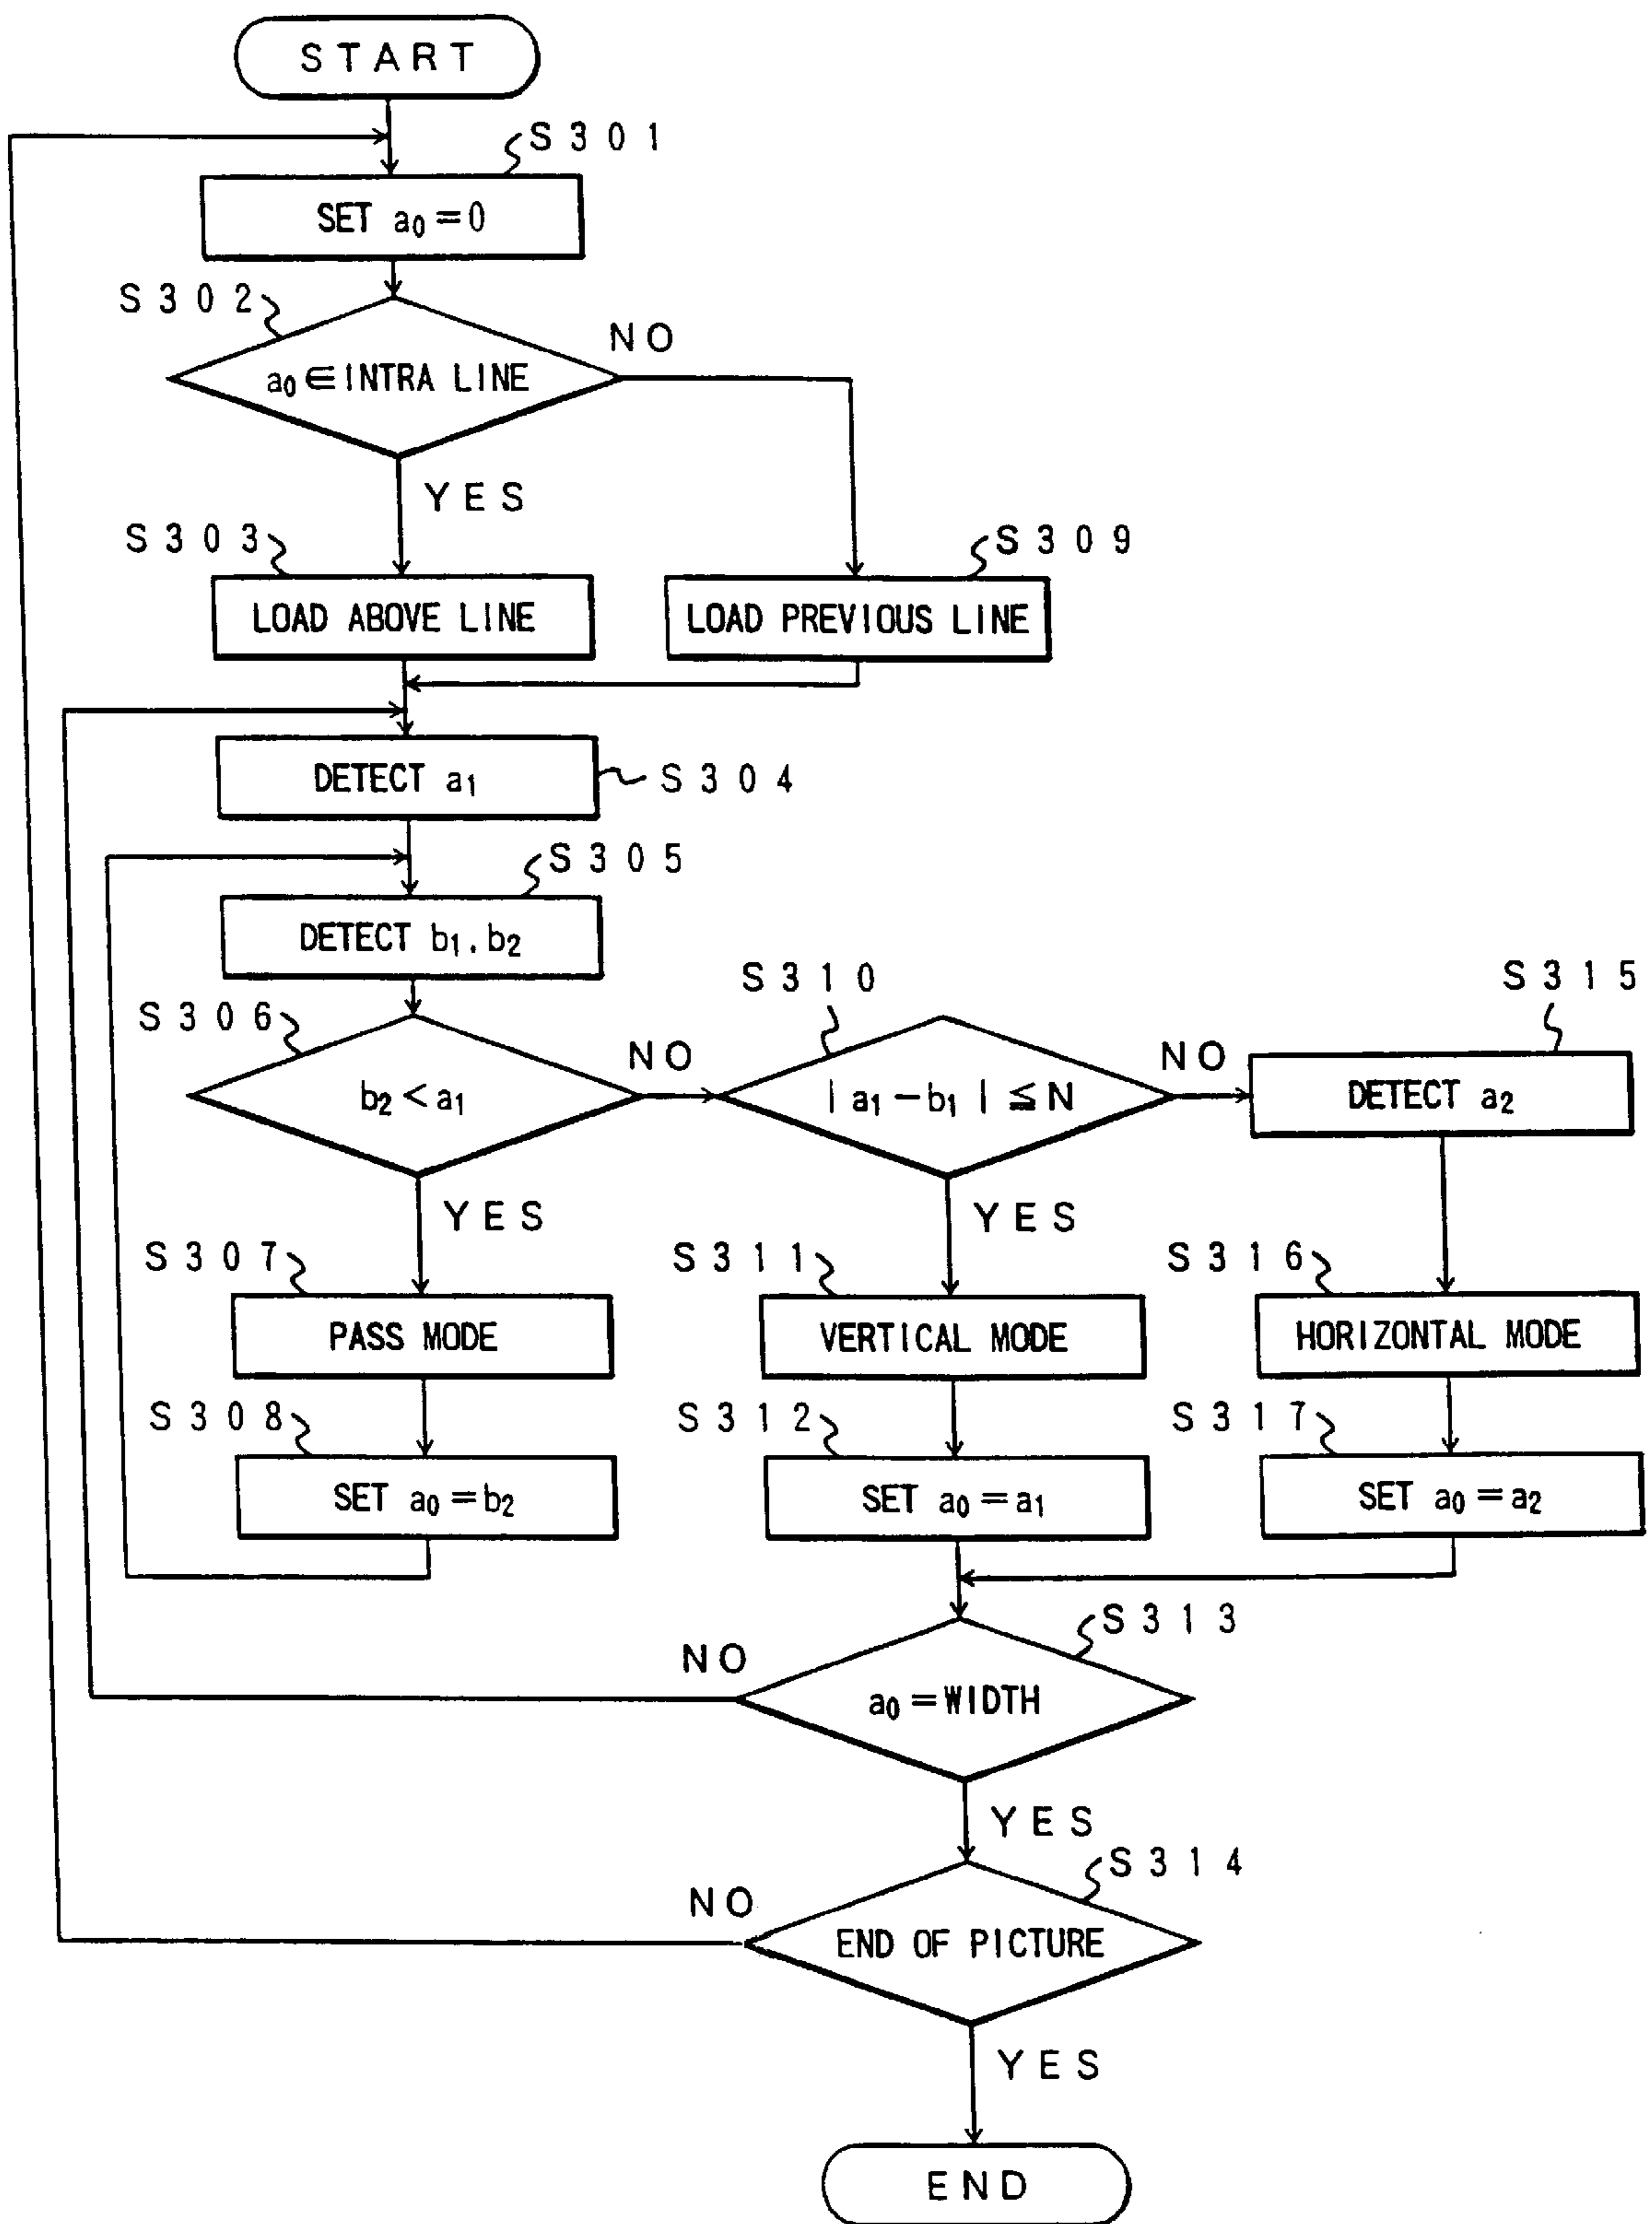 START
S301
SET a₀ = 0
S302
a₀ ∈ INTRA LINE
NO
YES
S303
S309
LOAD ABOVE LINE
LOAD PREVIOUS LINE
DETECT a₁
S304
S305
DETECT b₁. b₂
S306
b₂ < a₁
NO
S310
| a₁ − b₁ | ≦ N
NO
S315
DETECT a₂
YES
YES
S307
S311
S316
PASS MODE
VERTICAL MODE
HORIZONTAL MODE
S308
S312
S317
SET a₀ = b₂
SET a₀ = a₁
SET a₀ = a₂
S313
NO
a₀ = WIDTH
YES
S314
NO
END OF PICTURE
YES
END